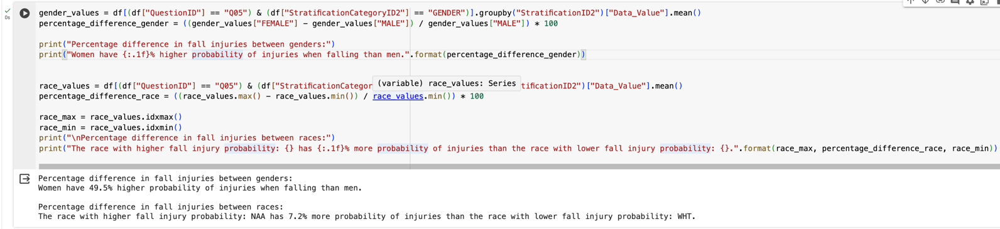 0s
gender_values = df[(df["QuestionID"] == "Q05") & (df["StratificationCategoryID2"] == "GENDER")].groupby("StratificationID2")["Data_Value"].mean()
percentage_difference_gender = ((gender_values["FEMALE"] - gender_values["MALE"]) / gender_values["MALE"]) * 100
print("Percentage difference in fall injuries between genders:")
print("Women have {:.1f}% higher probability of injuries when falling than men.".format(percentage_difference_gender))
race_values = df[(df["QuestionID"] == "Q05") & (df["StratificationCategor (variable) race_values: Series tificationID2")["Data_Value"].mean()
percentage_difference_race = ((race_values.max() - race_values.min()) / race_values.min()) * 100
race_max = race_values.idxmax()
race_min = race_values.idxmin()
print("\nPercentage difference in fall injuries between races:")
print("The race with higher fall injury probability: {} has {:.1f}% more probability of injuries than the race with lower fall injury probability: {}.".format(race_max, percentage_difference_race, race_min))
Percentage difference in fall injuries between genders:
Women have 49.5% higher probability of injuries when falling than men.
Percentage difference in fall injuries between races:
The race with higher fall injury probability: NAA has 7.2% more probability of injuries than the race with lower fall injury probability: WHT.